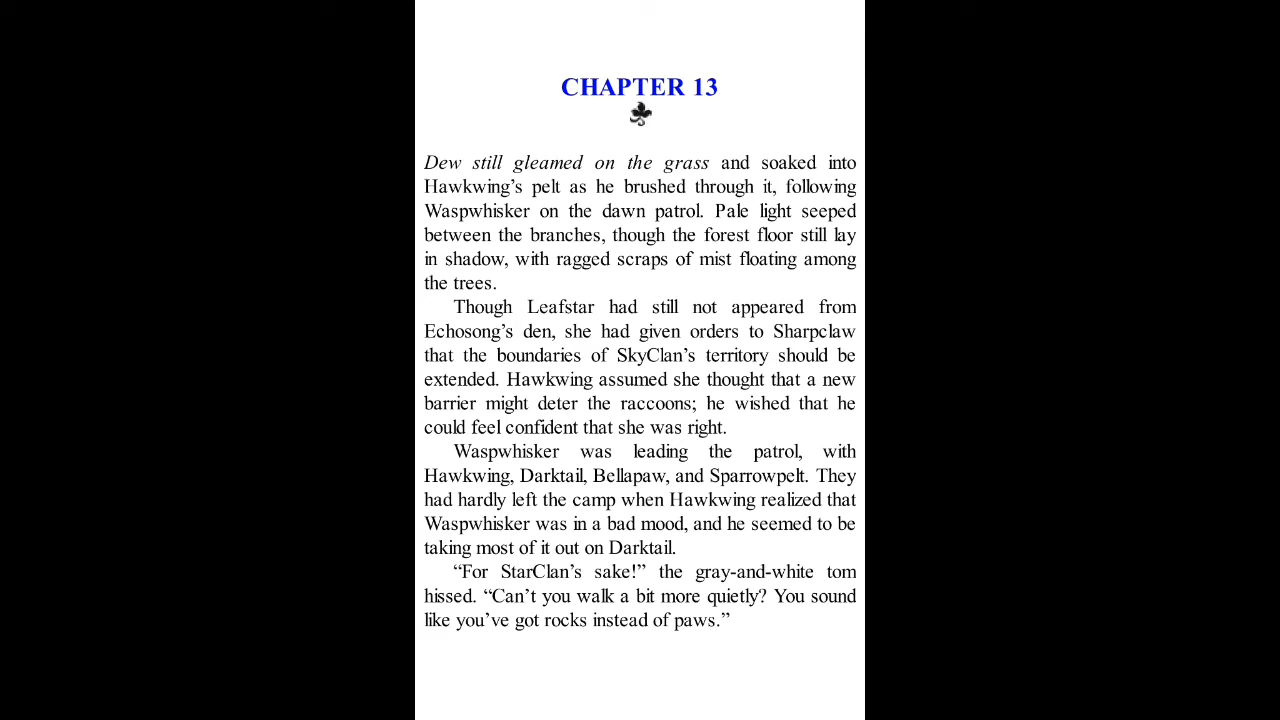 CHAPTER 13
Dew still gleamed on the grass and soaked into
Hawkwing’s pelt as he brushed through it, following
Waspwhisker on the dawn patrol. Pale light seeped
between the branches, though the forest floor still lay
in shadow, with ragged scraps of mist floating among
the trees.
Though Leafstar had still not appeared from
Echosong’s den, she had given orders to Sharpclaw
that the boundaries of SkyClan’s territory should be
extended. Hawkwing assumed she thought that a new
barrier might deter the raccoons; he wished that he
could feel confident that she was right.
Waspwhisker was leading the patrol, with
Hawkwing, Darktail, Bellapaw, and Sparrowpelt. They
had hardly left the camp when Hawkwing realized that
Waspwhisker was in a bad mood, and he seemed to be
taking most of it out on Darktail.
“For StarClan’s sake!” the gray-and-white tom
hissed. “Can’t you walk a bit more quietly? You sound
like you’ve got rocks instead of paws.”